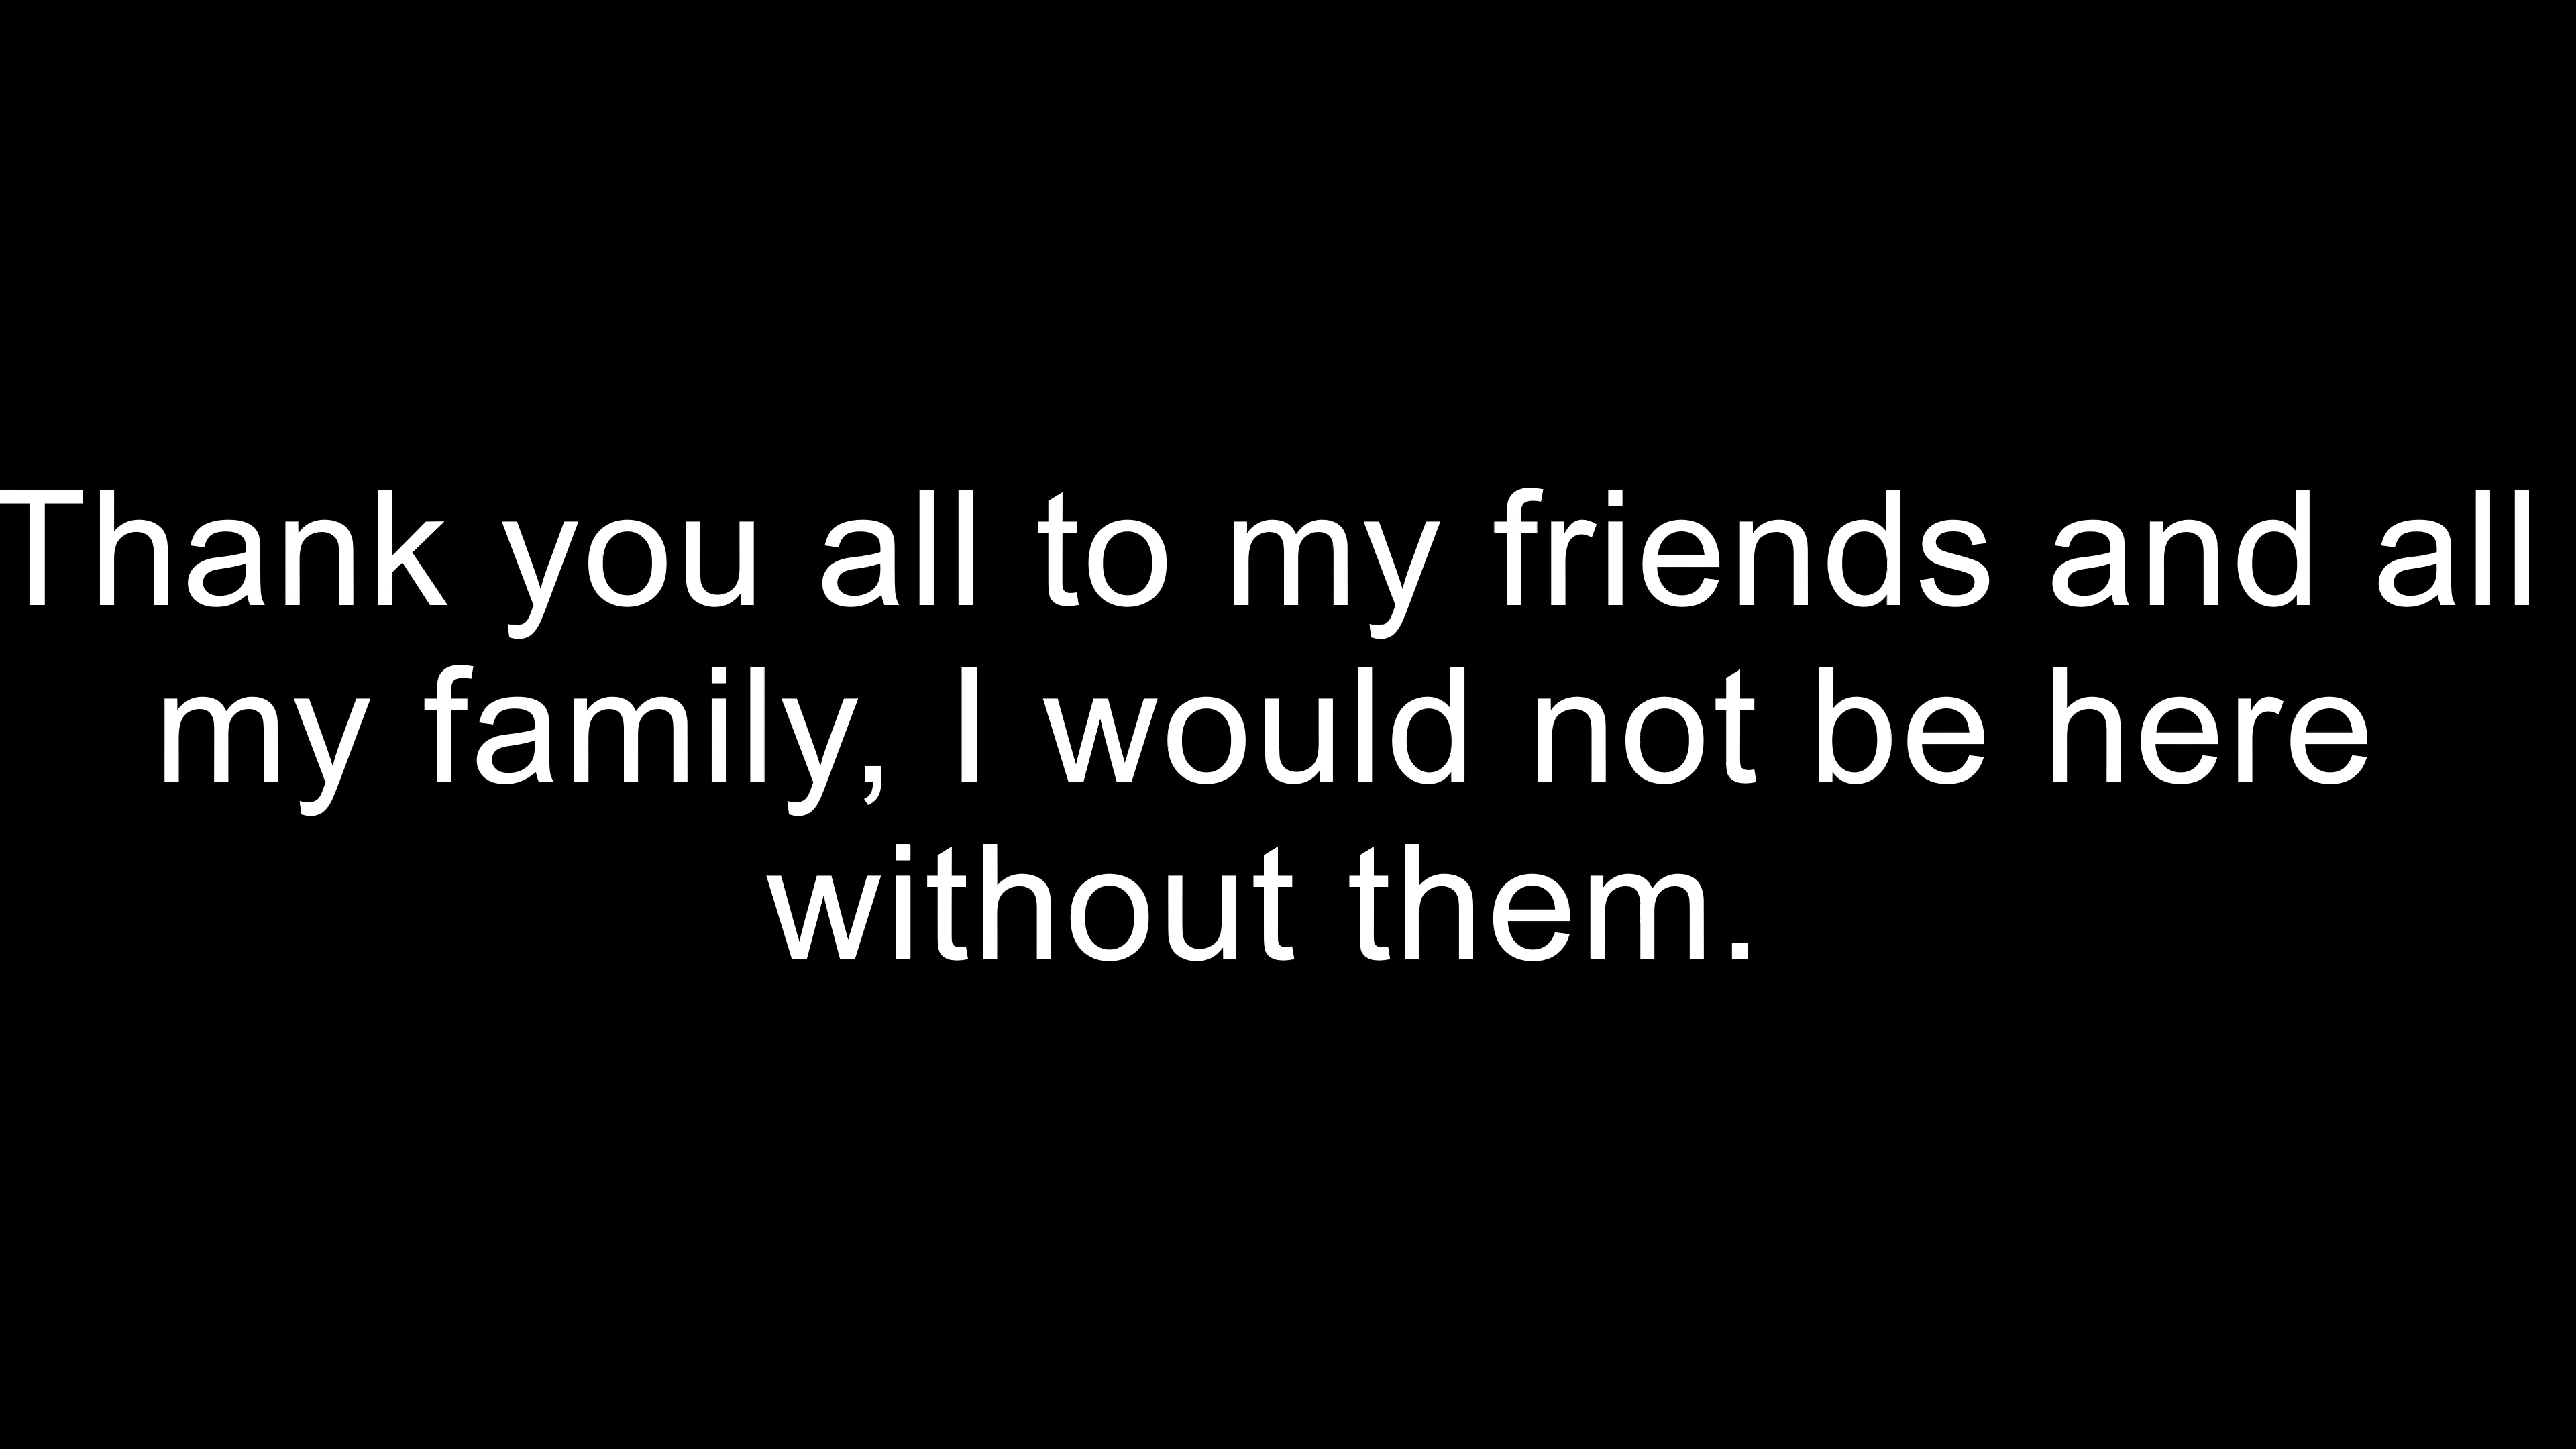 Thank you all to my friends and all
my family, I would not be here
without them.